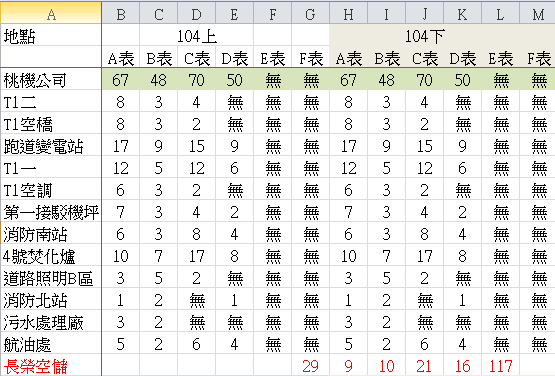 A B C D E F G H I J K L M
地點 104上 104下
A表 B表 C表 D表 E表 F表 A表 B表 C表 D表 E表 F表
桃機公司 67 48 70 50 無 無 67 48 70 50 無 無
T1二 8 3 4 無 無 無 8 3 4 無 無 無
T1空橋 8 3 2 無 無 無 8 3 2 無 無 無
跑道變電站 17 9 15 9 無 無 17 9 15 9 無 無
T1一 12 5 12 6 無 無 12 5 12 6 無 無
T1空調 6 3 2 無 無 無 6 3 2 無 無 無
第一接駁機坪 7 3 4 2 無 無 7 3 4 2 無 無
消防南站 6 3 8 4 無 無 6 3 8 4 無 無
4號焚化爐 10 7 17 8 無 無 10 7 17 8 無 無
道路照明B區 3 5 2 無 無 無 3 5 2 無 無 無
消防北站 1 2 無 1 無 無 1 2 無 1 無 無
污水處理廠 3 2 無 無 無 無 3 2 無 無 無 無
航油處 5 2 6 4 無 無 5 2 6 4 無 無
長榮空儲 29 9 10 21 16 117